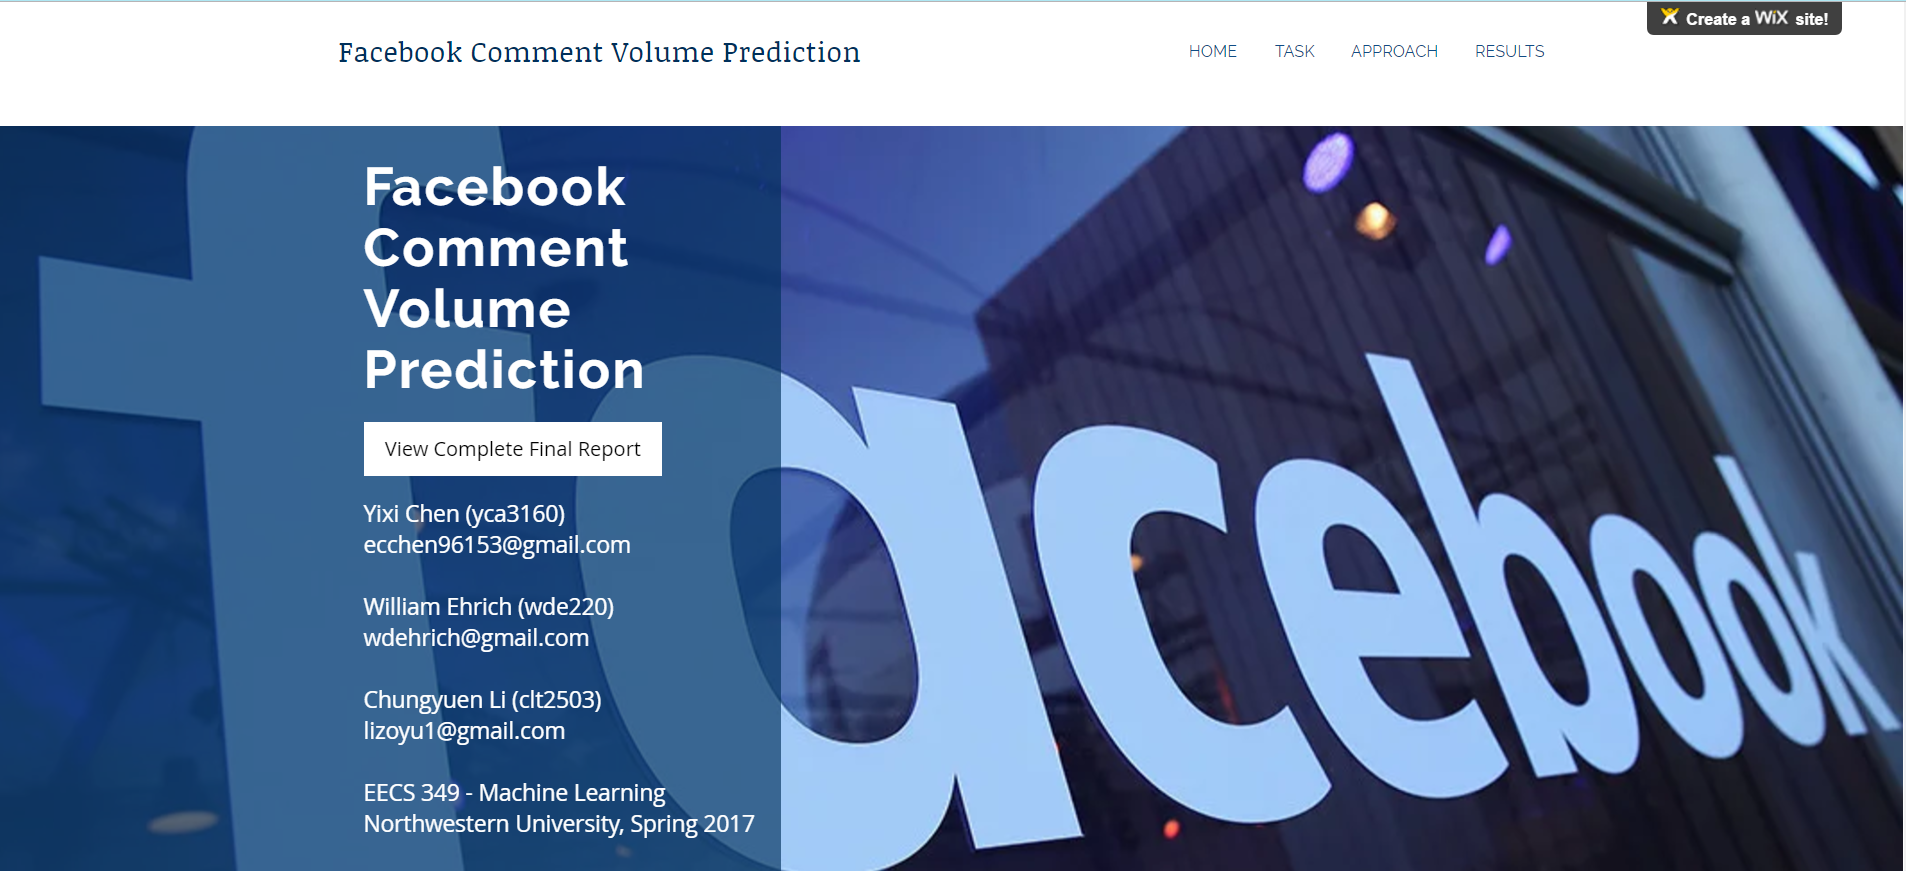 Create a WiX site!
Facebook Comment Volume Prediction
HOME TASK APPROACH RESULTS
Facebook
Comment
Volume
Prediction
View Complete Final Report
Yixi Chen (yca3160)
ecchen96153@gmail.com
William Ehrich (wde220)
wdehrich@gmail.com
Chungyuen Li (clt2503)
lizoyu1@gmail.com
EECS 349 - Machine Learning
Northwestern University, Spring 2017
facebook